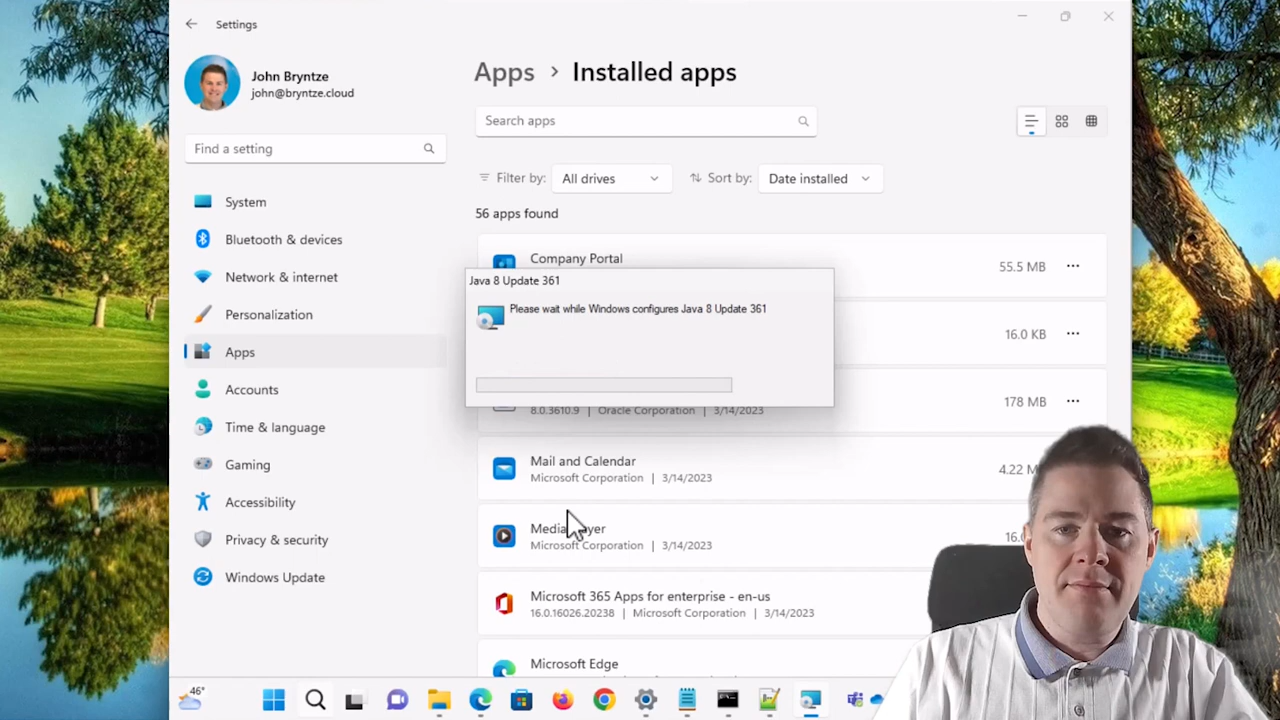 Settings
John Bryntze
john@bryntze.cloud
Find a setting
System
Bluetooth & devices
Network & internet
Personalization
Apps
Accounts
Time & language
Gaming
Accessibility
Privacy & security
Windows Update
Apps > Installed apps
Search apps
Filter by: All drives
Sort by: Date installed
56 apps found
Company Portal
55.5 MB
Java 8 Update 361
Please wait while Windows configures Java 8 Update 361
16.0 KB
8.0.3610.9 | Oracle Corporation | 3/14/2023
178 MB
Mail and Calendar
Microsoft Corporation | 3/14/2023
4.22 M
Microsoft Corporation | 3/14/2023
16.0
Microsoft 365 Apps for enterprise - en-us
16.0.16026.20238 | Microsoft Corporation | 3/14/2023
Microsoft Edge
46°